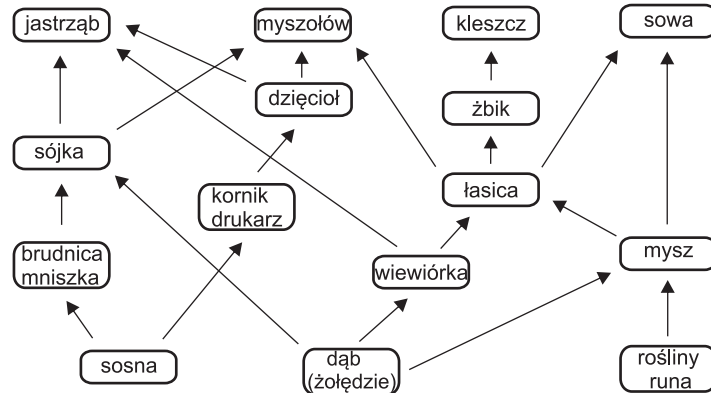 jastrząb
myszołów
kleszcz
sowa
dzięcioł
żbik
sójka
kornik
drukarz
łasica
brudnica
mniszka
wiewiórka
mysz
sosna
dąb
(żołędzie)
rośliny
runa